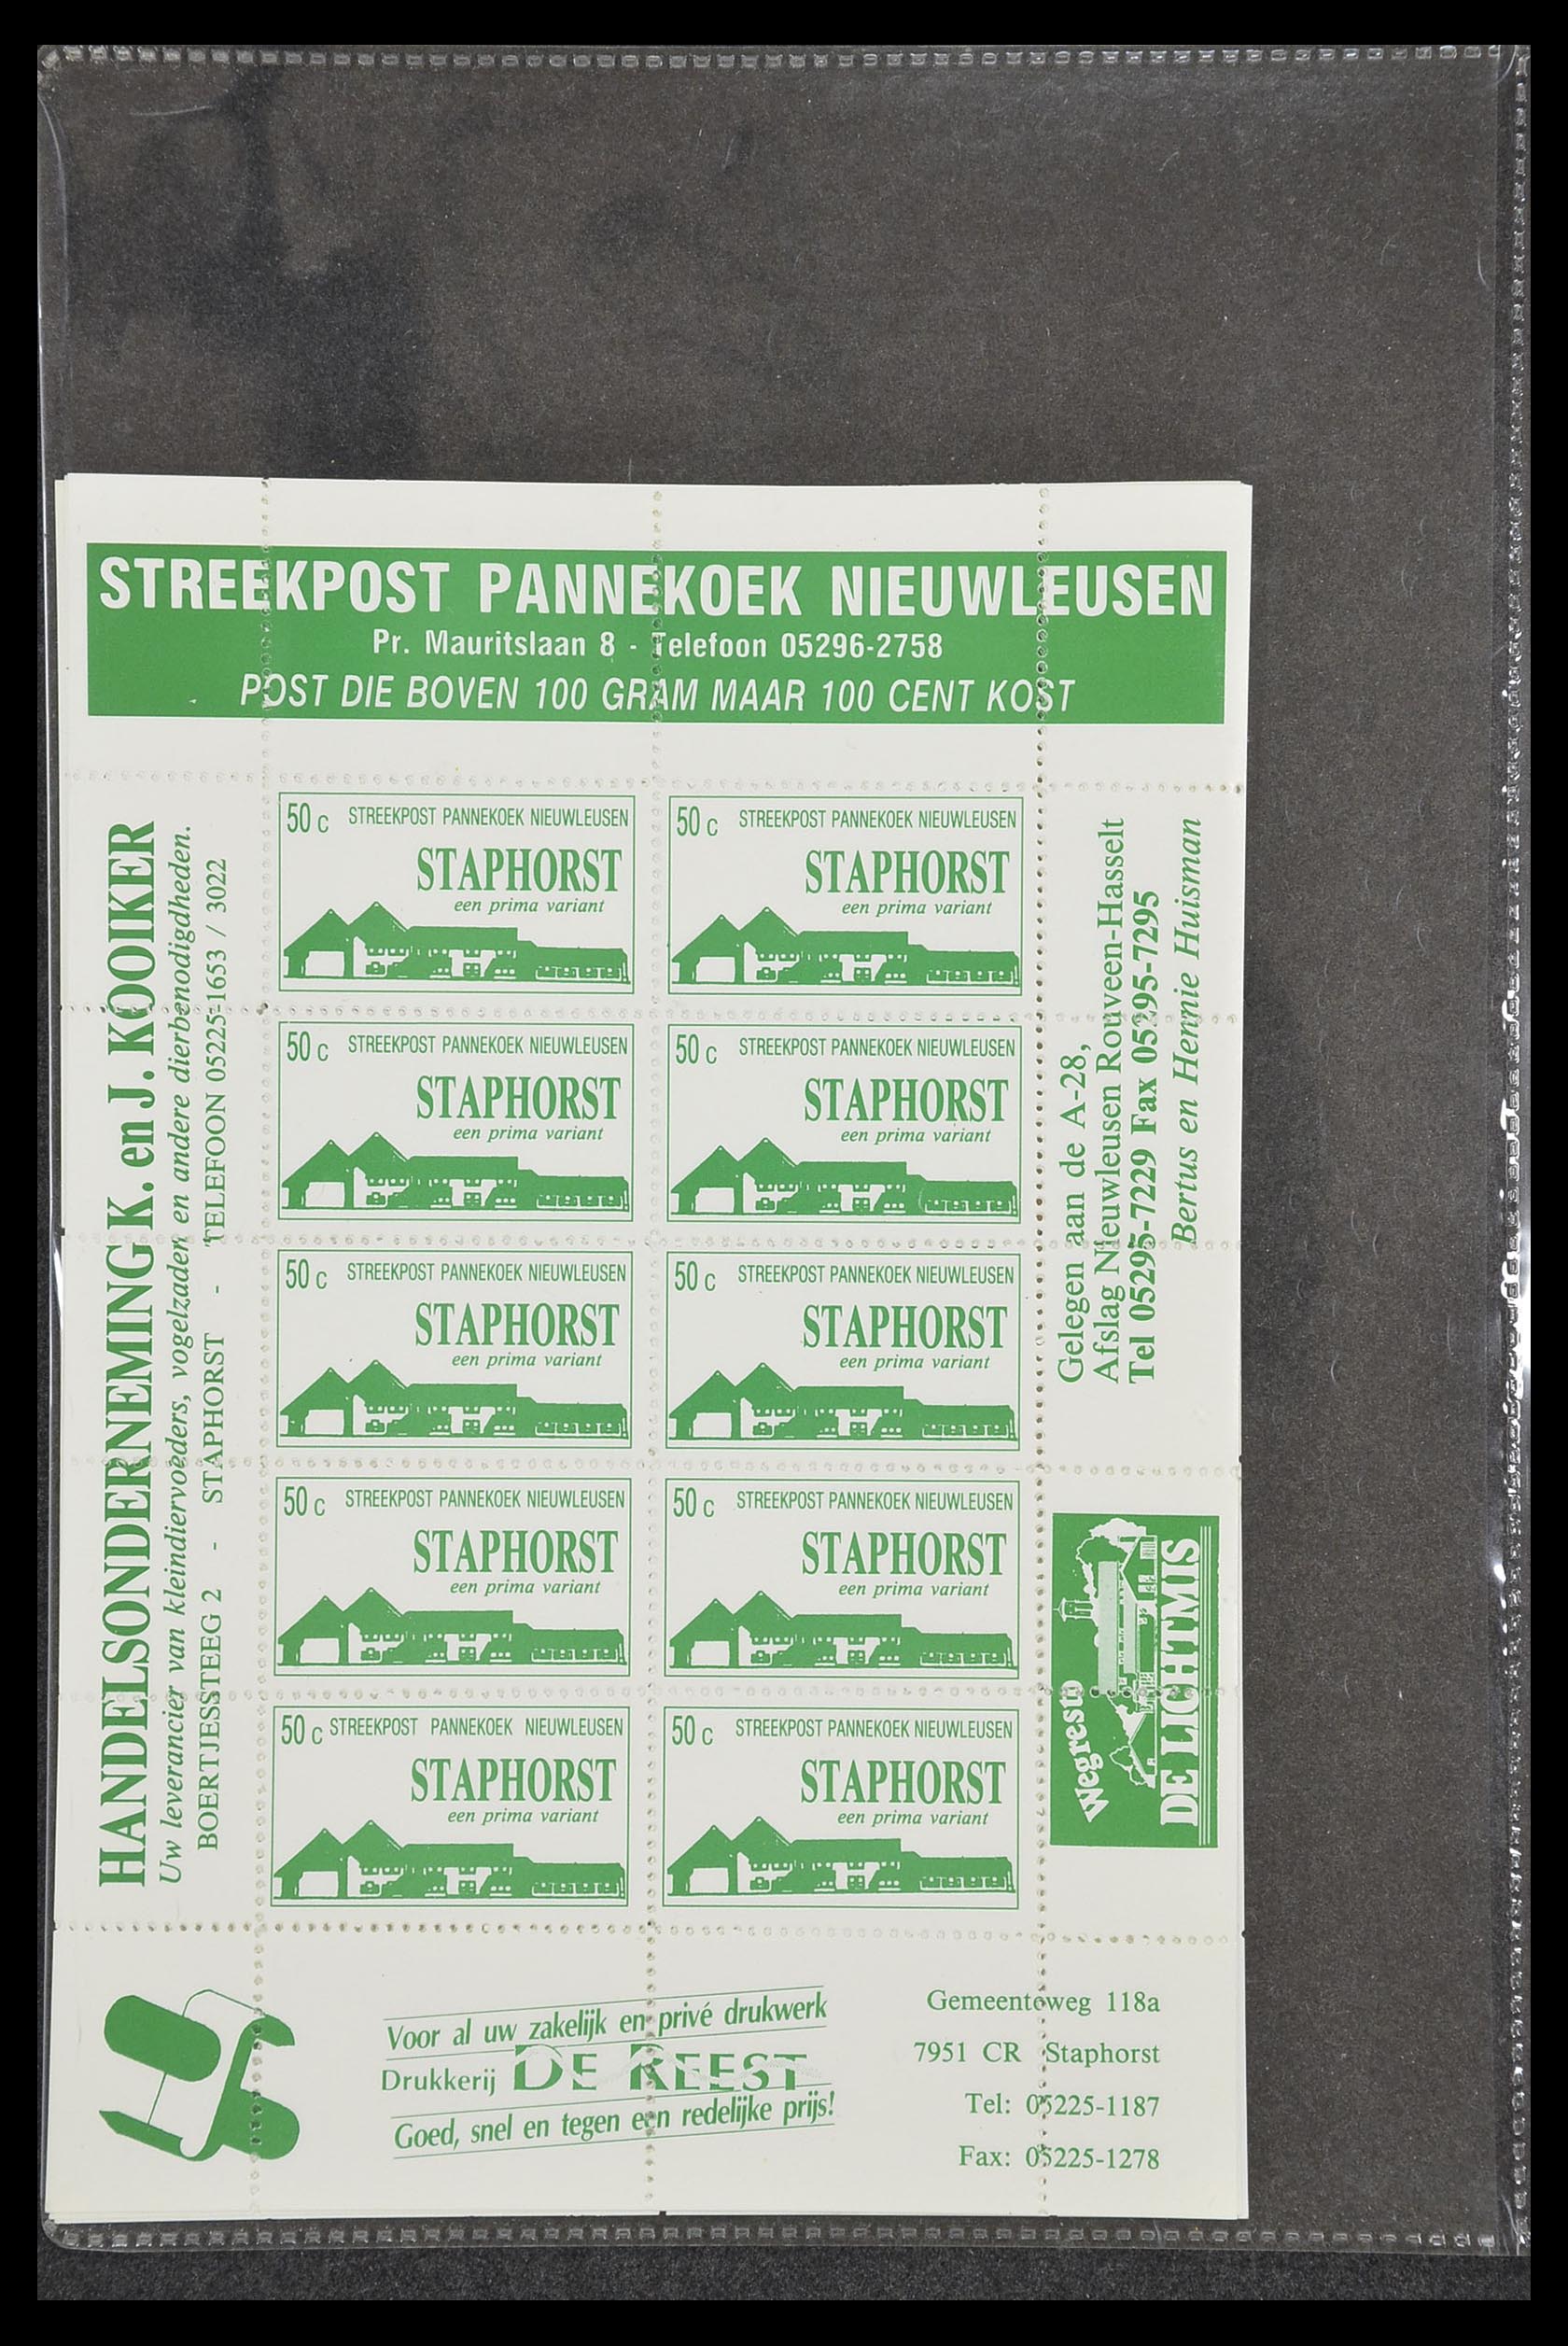 STREEKPOST PANNEKOEK NIEUWLEUSEN
Pr. Mauritslaan 8 - Telefoon 05296-2758
POST DIE BOVEN 100 GRAM MAAR 100 CENT KOST
HANDELSONDERNEMING K. en J. KOOIKER
Uw leverancier van kleindiervoeders, vogelzaden en andere dierbenodigdheden.
BOERTJESSTEEG 2 - STAPHORST - TELEFOON 05225-1653 / 3022
50 c STREEKPOST PANNEKOEK NIEUWLEUSEN
STAPHORST
een prima variant
50 c STREEKPOST PANNEKOEK NIEUWLEUSEN
STAPHORST
een prima variant
50 c STREEKPOST PANNEKOEK NIEUWLEUSEN
STAPHORST
een prima variant
50 c STREEKPOST PANNEKOEK NIEUWLEUSEN
STAPHORST
een prima variant
50 c STREEKPOST PANNEKOEK NIEUWLEUSEN
STAPHORST
een prima variant
50 c STREEKPOST PANNEKOEK NIEUWLEUSEN
STAPHORST
een prima variant
50 c STREEKPOST PANNEKOEK NIEUWLEUSEN
STAPHORST
een prima variant
50 c STREEKPOST PANNEKOEK NIEUWLEUSEN
STAPHORST
een prima variant
50 c STREEKPOST PANNEKOEK NIEUWLEUSEN
STAPHORST
een prima variant
50 c STREEKPOST PANNEKOEK NIEUWLEUSEN
STAPHORST
een prima variant
Gelegen aan de A-28,
Afslag Nieuwleusen Rouveen-Hasselt
Tel 05295-7229 Fax 05295-7295
Bertus en Hennie Huisman
Wegresto
DE LICHTMIS
Voor al uw zakelijk en privé drukwerk
Drukkerij DE REEST
Goed, snel en tegen een redelijke prijs!
Gemeenteweg 118a
7951 CR Staphorst
Tel: 05225-1187
Fax: 05225-1278